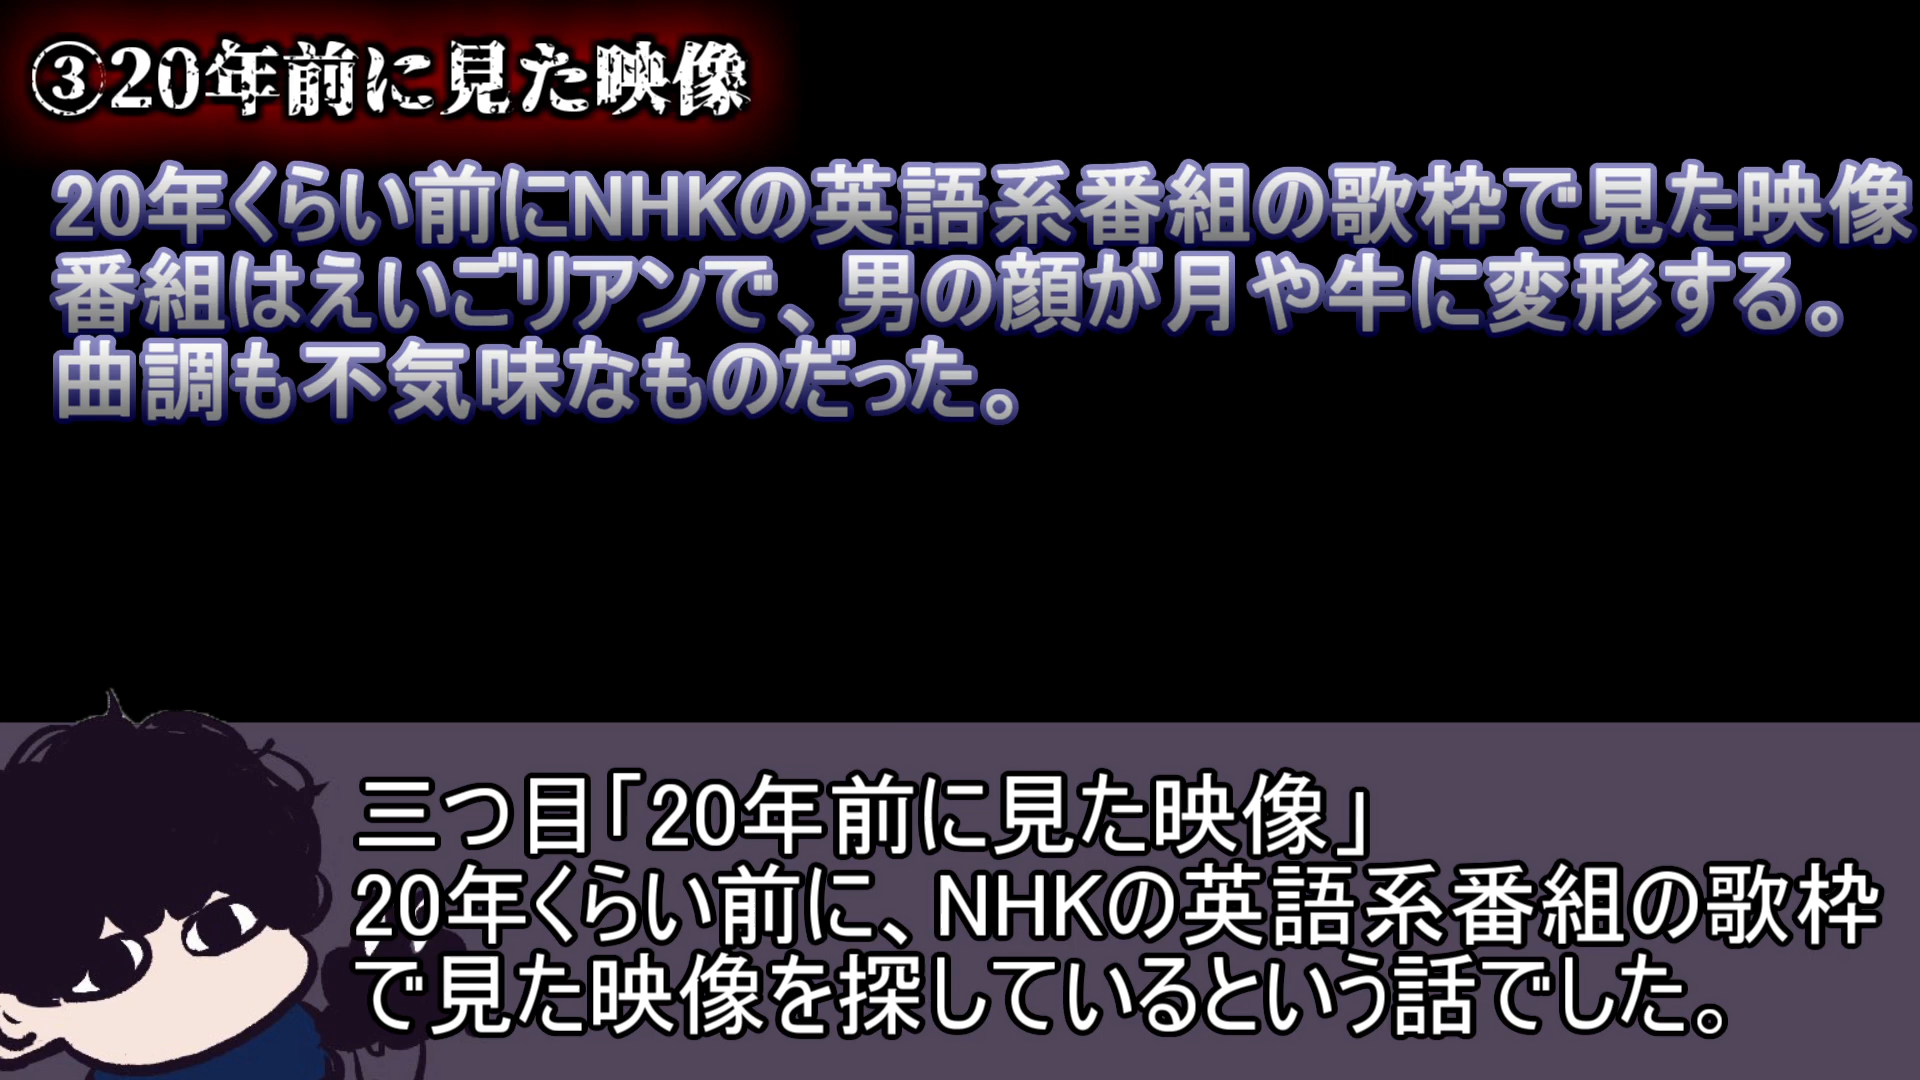 ③20年前に見た映像
20年くらい前にNHKの英語系番組の歌枠で見た映像
番組はえいごリアンで、男の顔が月や牛に変形する。
曲調も不気味なものだった。
三つ目「20年前に見た映像」
20年くらい前に、NHKの英語系番組の歌枠
で見た映像を探しているという話でした。